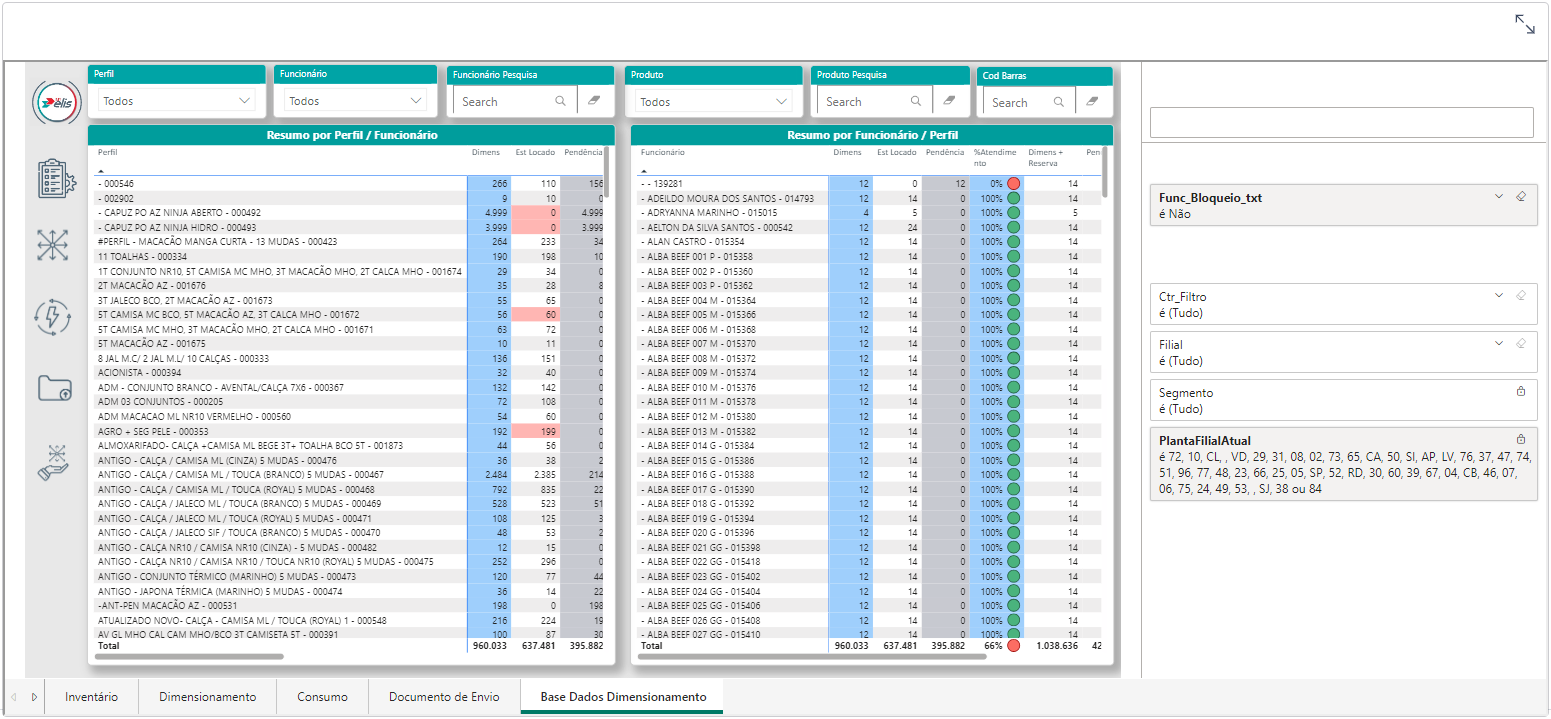 Perfil
Todos
Funcionário
Todos
Funcionário Pesquisa
Search
Produto
Todos
Produto Pesquisa
Search
Cod Barras
Search
elis
Resumo por Perfil / Funcionário
Perfil Dimens Est Locado Pendência
- 000546 266 110 156
- 002902 9 10 0
- CAPUZ PO AZ NINJA ABERTO - 000492 4.999 0 4.999
- CAPUZ PO AZ NINJA HIDRO - 000493 3.999 0 3.999
#PERFIL - MACACÃO MANGA CURTA - 13 MUDAS - 000423 264 233 34
11 TOALHAS - 000334 190 198 10
1T CONJUNTO NR10, 5T CAMISA MC MHO, 3T MACACÃO MHO, 2T CALCA MHO - 001674 29 34 0
2T MACACÃO AZ - 001676 35 28 8
3T JALECO BCO, 2T MACACÃO AZ - 001673 55 65 0
5T CAMISA MC BCO, 5T MACACÃO AZ, 3T CALCA MHO - 001672 56 60 0
5T CAMISA MC MHO, 3T MACACÃO MHO, 2T CALCA MHO - 001671 63 72 0
5T MACACÃO AZ - 001675 10 11 0
8 JAL M.C/ 2 JAL M.L/ 10 CALÇAS - 000333 136 151 0
ACIONISTA - 000394 32 40 0
ADM - CONJUNTO BRANCO - AVENTAL/CALÇA 7X6 - 000367 132 142 0
ADM 03 CONJUNTOS - 000205 72 108 0
ADM MACACAO ML NR10 VERMELHO - 000560 54 60 0
AGRO + SEG PELE - 000353 192 199 0
ALMOXARIFADO- CALÇA +CAMISA ML BEGE 3T+ TOALHA BCO 5T - 001873 44 56 0
ANTIGO - CALÇA / CAMISA ML (CINZA) 5 MUDAS - 000476 36 38 2
ANTIGO - CALÇA / CAMISA ML / TOUCA (BRANCO) 5 MUDAS - 000467 2.484 2.385 214
ANTIGO - CALÇA / CAMISA ML / TOUCA (ROYAL) 5 MUDAS - 000468 792 835 22
ANTIGO - CALÇA / JALECO ML / TOUCA (BRANCO) 5 MUDAS - 000469 528 523 51
ANTIGO - CALÇA / JALECO ML / TOUCA (ROYAL) 5 MUDAS - 000471 108 125 3
ANTIGO - CALÇA / JALECO SIF / TOUCA (BRANCO) 5 MUDAS - 000470 48 53 2
ANTIGO - CALÇA NR10 / CAMISA NR10 (CINZA) - 5 MUDAS - 000482 12 15 0
ANTIGO - CALÇA NR10 / CAMISA NR10 / TOUCA NR10 (ROYAL) 5 MUDAS - 000475 252 296 0
ANTIGO - CONJUNTO TÉRMICO (MARINHO) 5 MUDAS - 000473 120 77 44
ANTIGO - JAPONA TÉRMICA (MARINHO) 5 MUDAS - 000474 36 14 22
-ANT-PEN MACACÃO AZ - 000531 198 0 198
ATUALIZADO NOVO- CALÇA - CAMISA ML / TOUCA (ROYAL) 1 - 000548 216 224 19
AV GL MHO CAL CAM MHO/BCO 3T CAMISETA 5T - 000391 100 87 30
Total 960.033 637.481 395.882
Resumo por Funcionário / Perfil
Funcionário Dimens Est Locado Pendência %Atendimento Dimens + Reserva Pen
- - 139281 12 0 12 0% 14
- ADEILDO MOURA DOS SANTOS - 014793 12 14 0 100% 14
- ADRYANNA MARINHO - 015015 4 5 0 100% 5
- AELTON DA SILVA SANTOS - 000542 12 24 0 100% 14
- ALAN CASTRO - 015354 12 14 0 100% 14
- ALBA BEEF 001 P - 015358 12 14 0 100% 14
- ALBA BEEF 002 P - 015360 12 14 0 100% 14
- ALBA BEEF 003 P - 015362 12 14 0 100% 14
- ALBA BEEF 004 M - 015364 12 14 0 100% 14
- ALBA BEEF 005 M - 015366 12 14 0 100% 14
- ALBA BEEF 006 M - 015368 12 14 0 100% 14
- ALBA BEEF 007 M - 015370 12 14 0 100% 14
- ALBA BEEF 008 M - 015372 12 14 0 100% 14
- ALBA BEEF 009 M - 015374 12 14 0 100% 14
- ALBA BEEF 010 M - 015376 12 14 0 100% 14
- ALBA BEEF 011 M - 015378 12 14 0 100% 14
- ALBA BEEF 012 M - 015380 12 14 0 100% 14
- ALBA BEEF 013 M - 015382 12 14 0 100% 14
- ALBA BEEF 014 G - 015384 12 14 0 100% 14
- ALBA BEEF 015 G - 015386 12 14 0 100% 14
- ALBA BEEF 016 G - 015388 12 14 0 100% 14
- ALBA BEEF 017 G - 015390 12 14 0 100% 14
- ALBA BEEF 018 G - 015392 12 14 0 100% 14
- ALBA BEEF 019 G - 015394 12 14 0 100% 14
- ALBA BEEF 020 G - 015396 12 14 0 100% 14
- ALBA BEEF 021 GG - 015398 12 14 0 100% 14
- ALBA BEEF 022 GG - 015418 12 14 0 100% 14
- ALBA BEEF 023 GG - 015402 12 14 0 100% 14
- ALBA BEEF 024 GG - 015404 12 14 0 100% 14
- ALBA BEEF 025 GG - 015406 12 14 0 100% 14
- ALBA BEEF 026 GG - 015408 12 14 0 100% 14
- ALBA BEEF 027 GG - 015410 12 14 0 100% 14
Total 960.033 637.481 395.882 66% 1.038.636 42
Func_Bloqueio_txt
é Não
Ctr_Filtro
é (Tudo)
Filial
é (Tudo)
Segmento
é (Tudo)
PlantaFilialAtual
é 72, 10, CL, , VD, 29, 31, 08, 02, 73, 65, CA, 50, SI, AP, LV, 76, 37, 47, 74,
51, 96, 77, 48, 23, 66, 25, 05, SP, 52, RD, 30, 60, 39, 67, 04, CB, 46, 07,
06, 75, 24, 49, 53, , SJ, 38 ou 84
Inventário
Dimensionamento
Consumo
Documento de Envio
Base Dados Dimensionamento